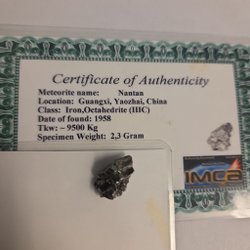 Certificate of Authenticity
Meteorite name: Nantan
Location: Guangxi, Yaozhai, China
Class: Iron,Octahedrite (IIIC)
Date of found: 1958
Tkw: ~ 9500 Kg
Specimen Weight: 2,3 Gram
IMCA